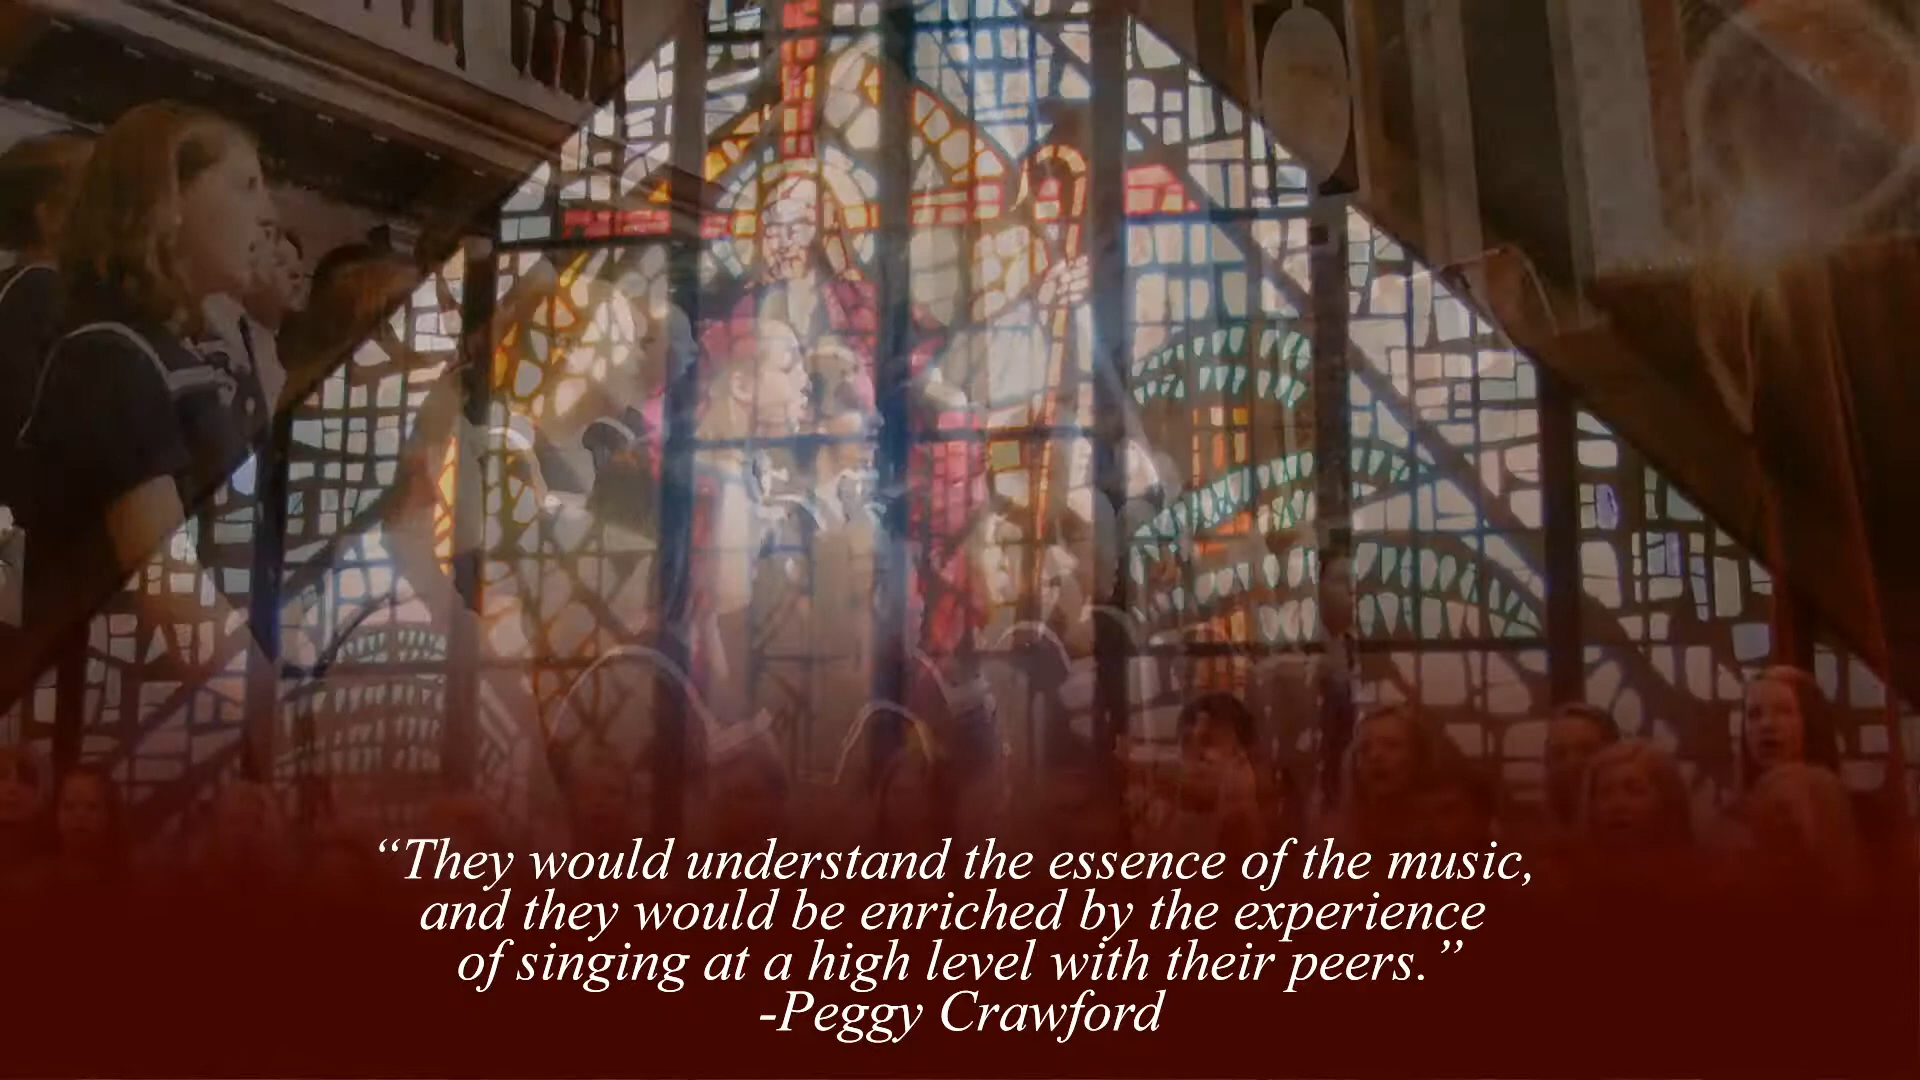 “They would understand the essence of the music,
and they would be enriched by the experience
of singing at a high level with their peers.”
-Peggy Crawford